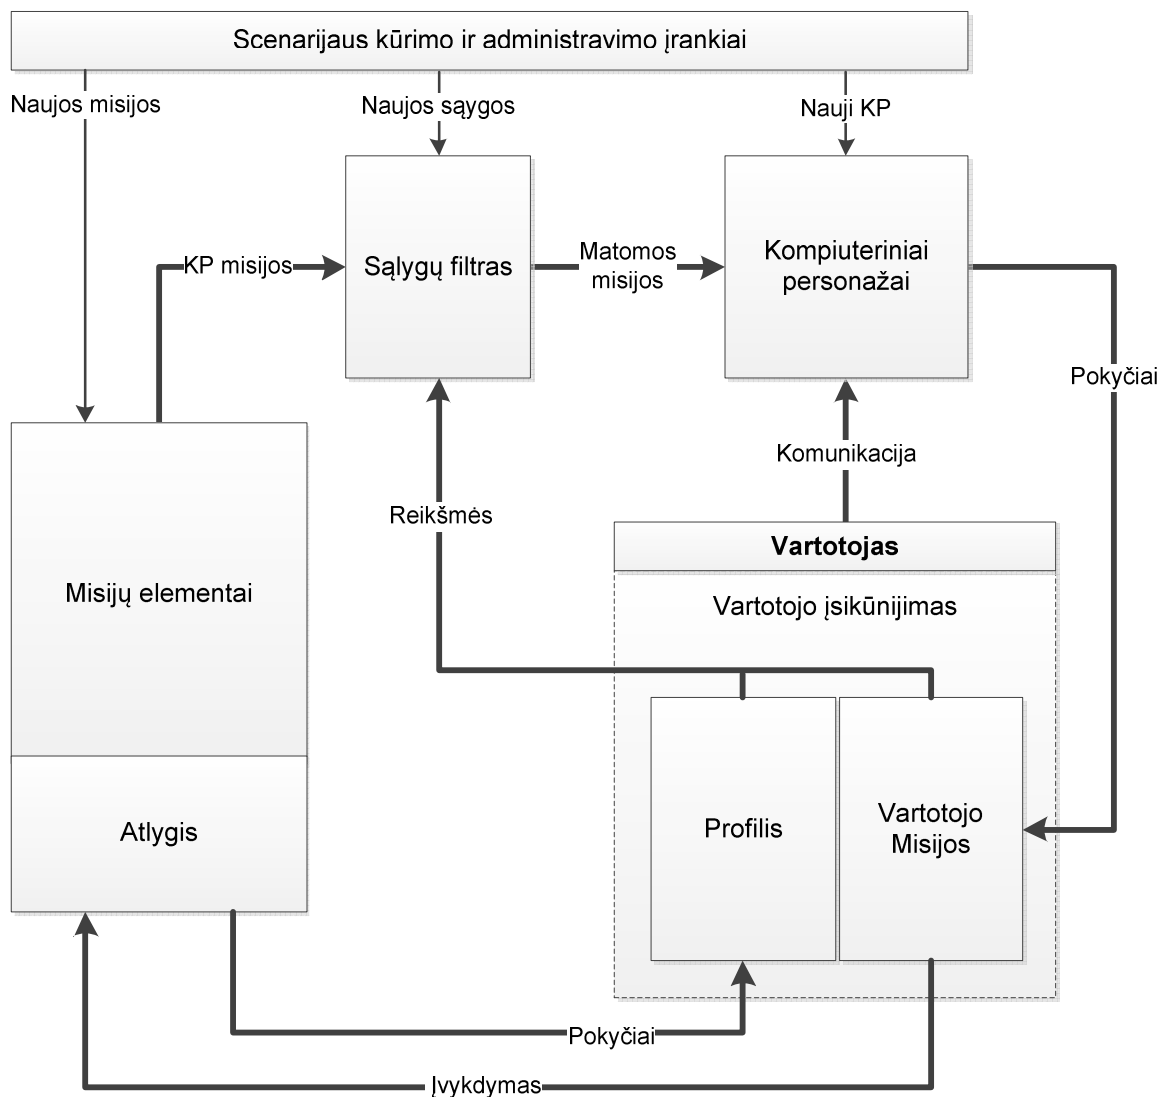 Scenarijaus kūrimo ir administravimo įrankiai
Naujos misijos
Naujos sąygos
Nauji KP
KP misijos
Sąlygų filtras
Matomos
misijos
Kompiuteriniai
personažai
Pokyčiai
Komunikacija
Reikšmės
Vartotojas
Vartotojo įsikūnijimas
Misijų elementai
Atlygis
Profilis
Vartotojo
Misijos
Pokyčiai
Įvykdymas